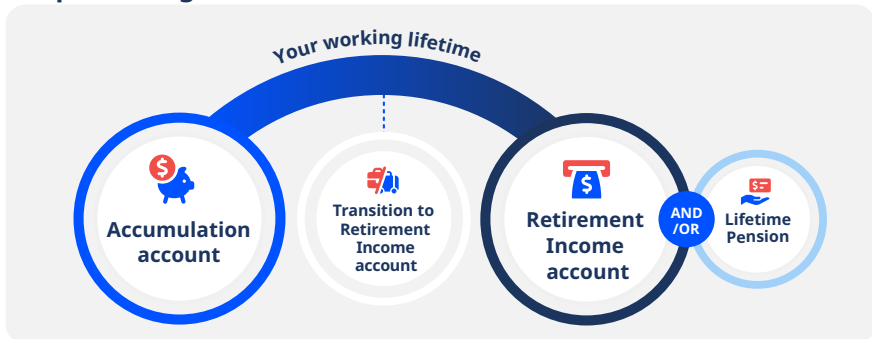 Your working lifetime
Accumulation
account
Transition to
Retirement
Income
account
Retirement
Income
account
AND
/OR
Lifetime
Pension